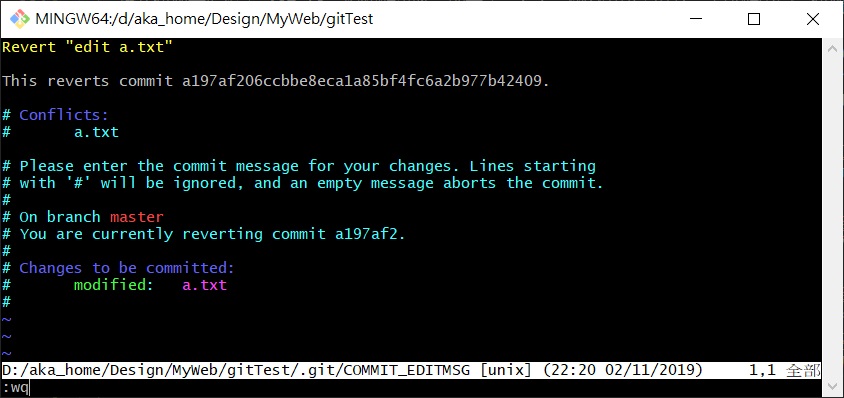 MINGW64:/d/aka_home/Design/MyWeb/gitTest
Revert "edit a.txt"
This reverts commit a197af206ccbbe8eca1a85bf4fc6a2b977b42409.
# Conflicts:
#       a.txt
# Please enter the commit message for your changes. Lines starting
# with '#' will be ignored, and an empty message aborts the commit.
#
# On branch master
# You are currently reverting commit a197af2.
#
# Changes to be committed:
#       modified:   a.txt
#
~
~
~
D:/aka_home/Design/MyWeb/gitTest/.git/COMMIT_EDITMSG [unix] (22:20 02/11/2019)     1,1 全部
:wq